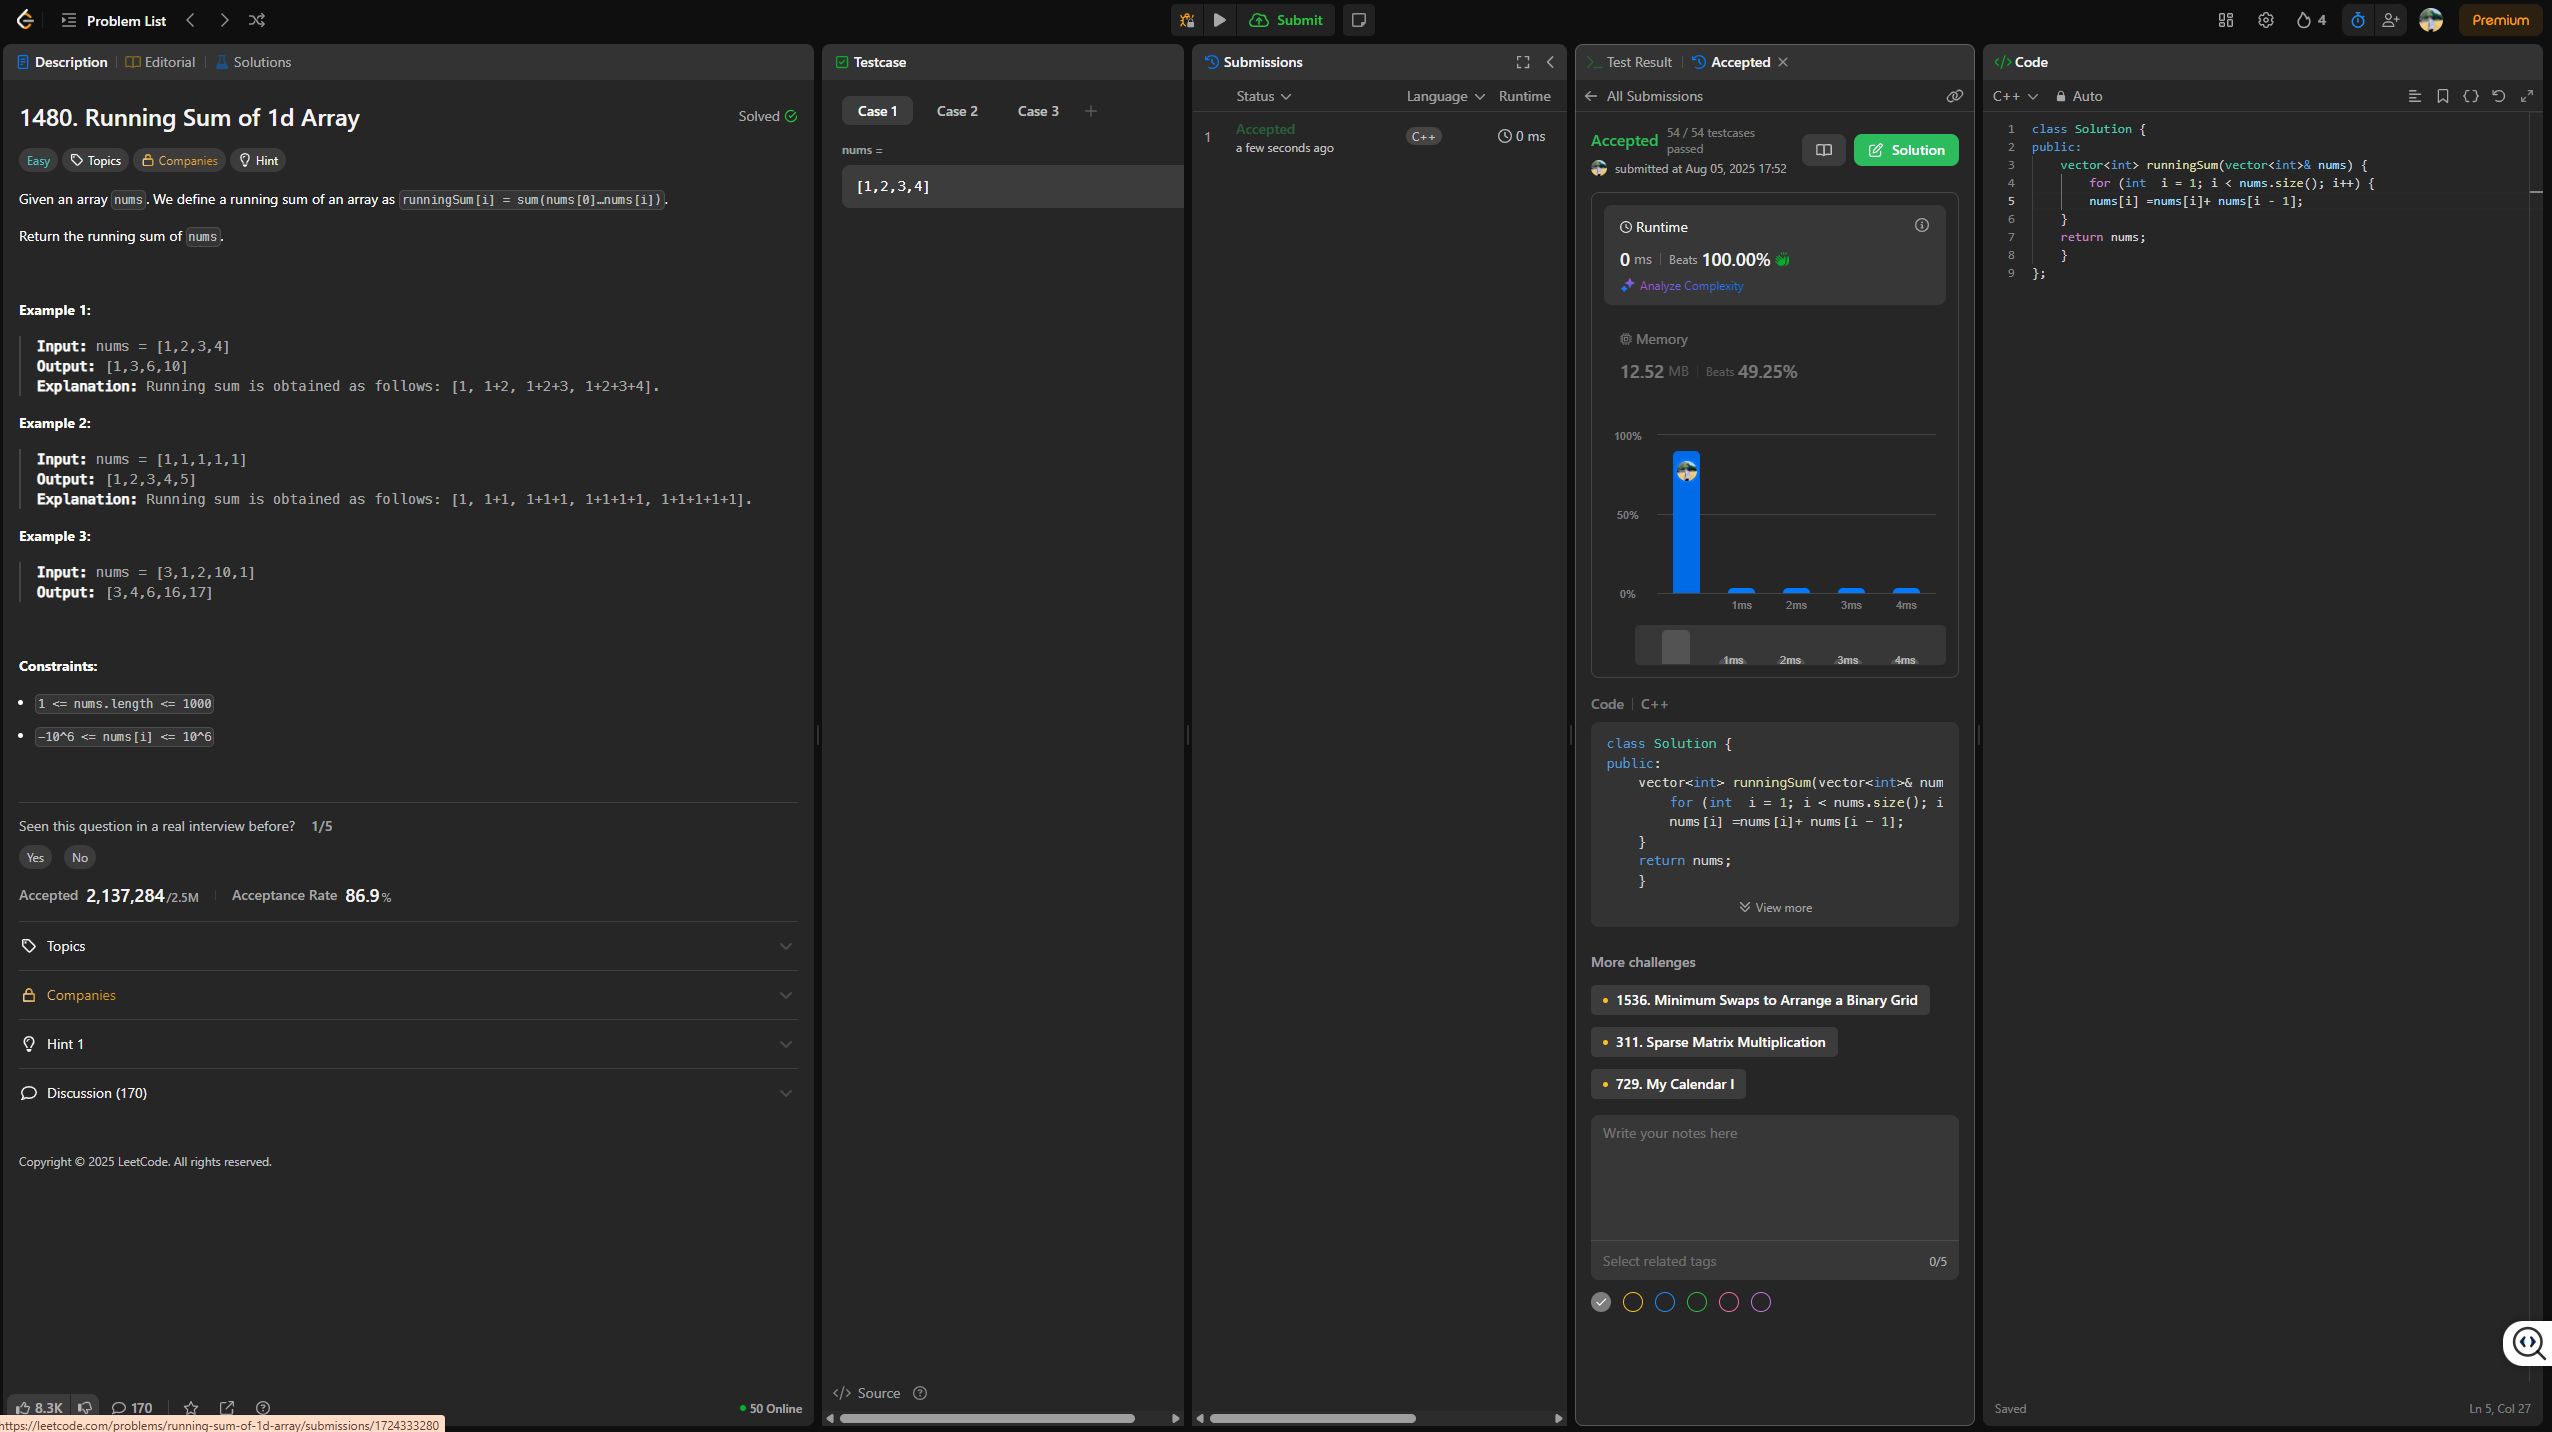 Problem List
Submit
4
Premium
Description
Editorial
Solutions
1480. Running Sum of 1d Array
Solved
Easy
Topics
Companies
Hint
Given an array nums. We define a running sum of an array as runningSum[i] = sum(nums[0]…nums[i]).
Return the running sum of nums.
Example 1:
Input: nums = [1,2,3,4]
Output: [1,3,6,10]
Explanation: Running sum is obtained as follows: [1, 1+2, 1+2+3, 1+2+3+4].
Example 2:
Input: nums = [1,1,1,1,1]
Output: [1,2,3,4,5]
Explanation: Running sum is obtained as follows: [1, 1+1, 1+1+1, 1+1+1+1, 1+1+1+1+1].
Example 3:
Input: nums = [3,1,2,10,1]
Output: [3,4,6,16,17]
Constraints:
1 <= nums.length <= 1000
-10^6 <= nums[i] <= 10^6
Seen this question in a real interview before? 1/5
Yes
No
Accepted 2,137,284/2.5M
Acceptance Rate 86.9%
Topics
Companies
Hint 1
Discussion (170)
Copyright © 2025 LeetCode. All rights reserved.
8.3K
170
50 Online
https://leetcode.com/problems/running-sum-of-1d-array/submissions/1724333280
Testcase
Case 1
Case 2
Case 3
nums =
[1,2,3,4]
Source
Submissions
Status
Language
Runtime
1
Accepted
a few seconds ago
C++
0 ms
Test Result
Accepted
All Submissions
Accepted
54 / 54 testcases
passed
submitted at Aug 05, 2025 17:52
Solution
Runtime
0 ms
Beats 100.00%
Analyze Complexity
Memory
12.52 MB
Beats 49.25%
100%
50%
0%
1ms
2ms
3ms
4ms
1ms
2ms
3ms
4ms
Code
C++
class Solution {
public:
vector<int> runningSum(vector<int>& num
for (int  i = 1; i < nums.size(); i
nums[i] =nums[i]+ nums[i - 1];
}
return nums;
}
View more
More challenges
1536. Minimum Swaps to Arrange a Binary Grid
311. Sparse Matrix Multiplication
729. My Calendar I
Write your notes here
Select related tags
0/5
</> Code
C++
Auto
1 class Solution {
2 public:
3 vector<int> runningSum(vector<int>& nums) {
4 for (int  i = 1; i < nums.size(); i++) {
5 nums[i] =nums[i]+ nums[i - 1];
6 }
7 return nums;
8 }
9 };
Saved
Ln 5, Col 27